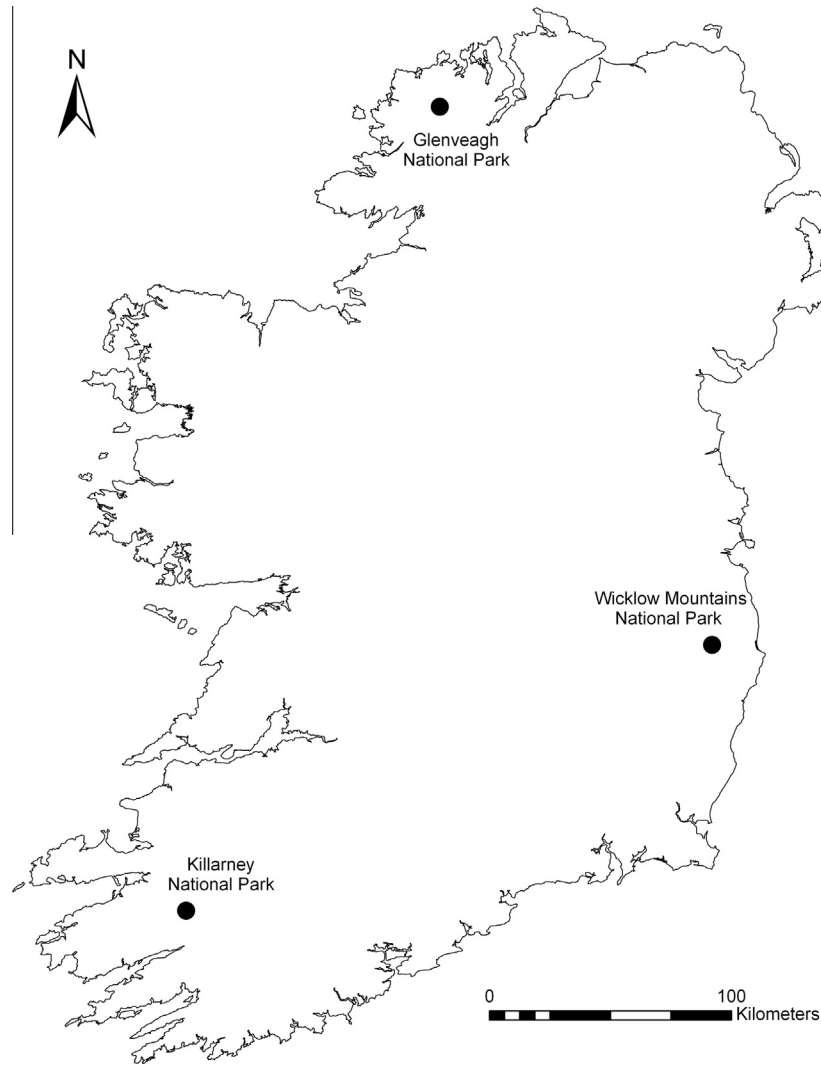 N
Glenveagh
National Park
Wicklow Mountains
National Park
Killarney
National Park
0 100
Kilometers